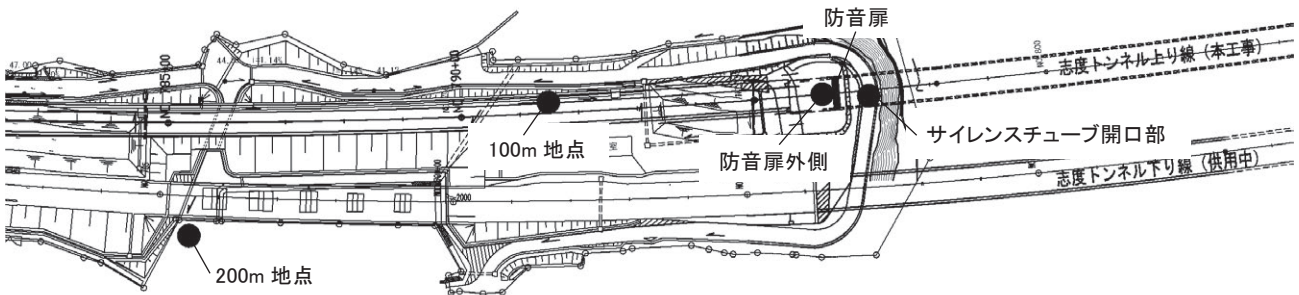 防音扉
志度トンネル上り線（本工事）
サイレンスチューブ開口部
100m 地点
防音扉外側
志度トンネル下り線（供用中）
200m 地点
2000